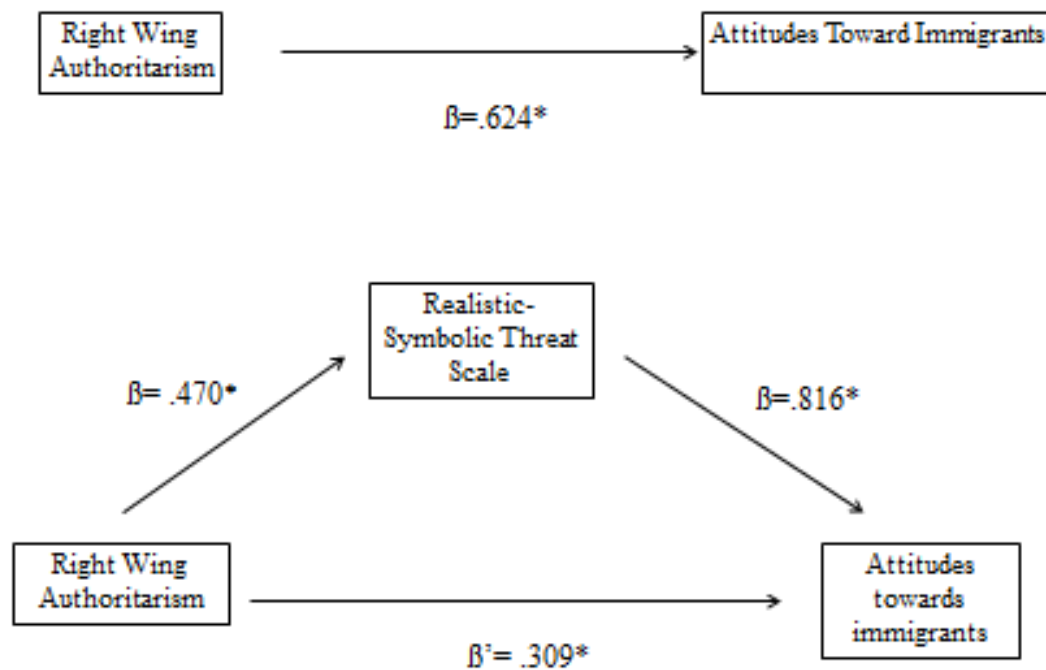 Right Wing
Authoritarism
Attitudes Toward Immigrants
ß=.624*
Realistic-
Symbolic Threat
Scale
ß= .470*
ß=.816*
Right Wing
Authoritarism
Attitudes
towards
immigrants
ß’= .309*